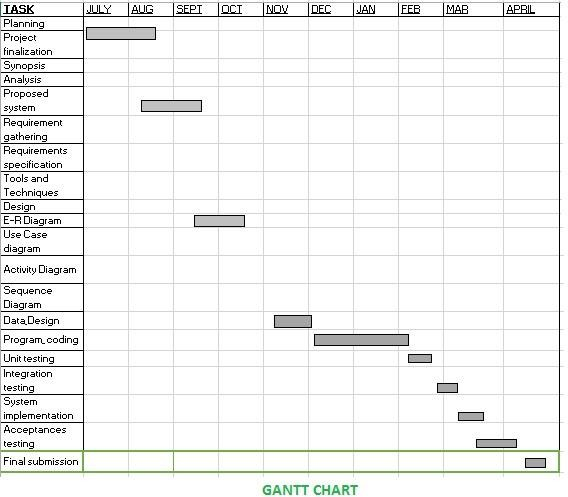 TASK JULY AUG SEPT OCT NOV DEC JAN FEB MAR APRIL
Planning
Project
finalization
Synopsis
Analysis
Proposed
system
Requirement
gathering
Requirements
specification
Tools and
Techniques
Design
E-R Diagram
Use Case
diagram
Activity Diagram
Sequence
Diagram
Data_Design
Program_coding
Unit testing
Integration
testing
System
implementation
Acceptances
testing
Final submission
GANTT CHART